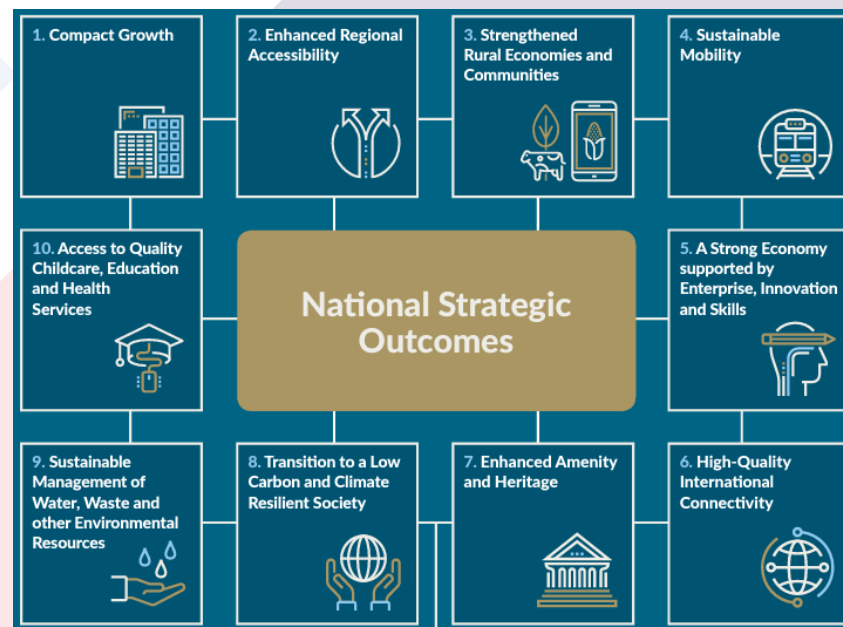 1. Compact Growth
2. Enhanced Regional
Accessibility
3. Strengthened
Rural Economies and
Communities
4. Sustainable
Mobility
10. Access to Quality
Childcare, Education
and Health
Services
National Strategic
Outcomes
5. A Strong Economy
supported by
Enterprise, Innovation
and Skills
9. Sustainable
Management of
Water, Waste and
other Environmental
Resources
8. Transition to a Low
Carbon and Climate
Resilient Society
7. Enhanced Amenity
and Heritage
6. High-Quality
International
Connectivity